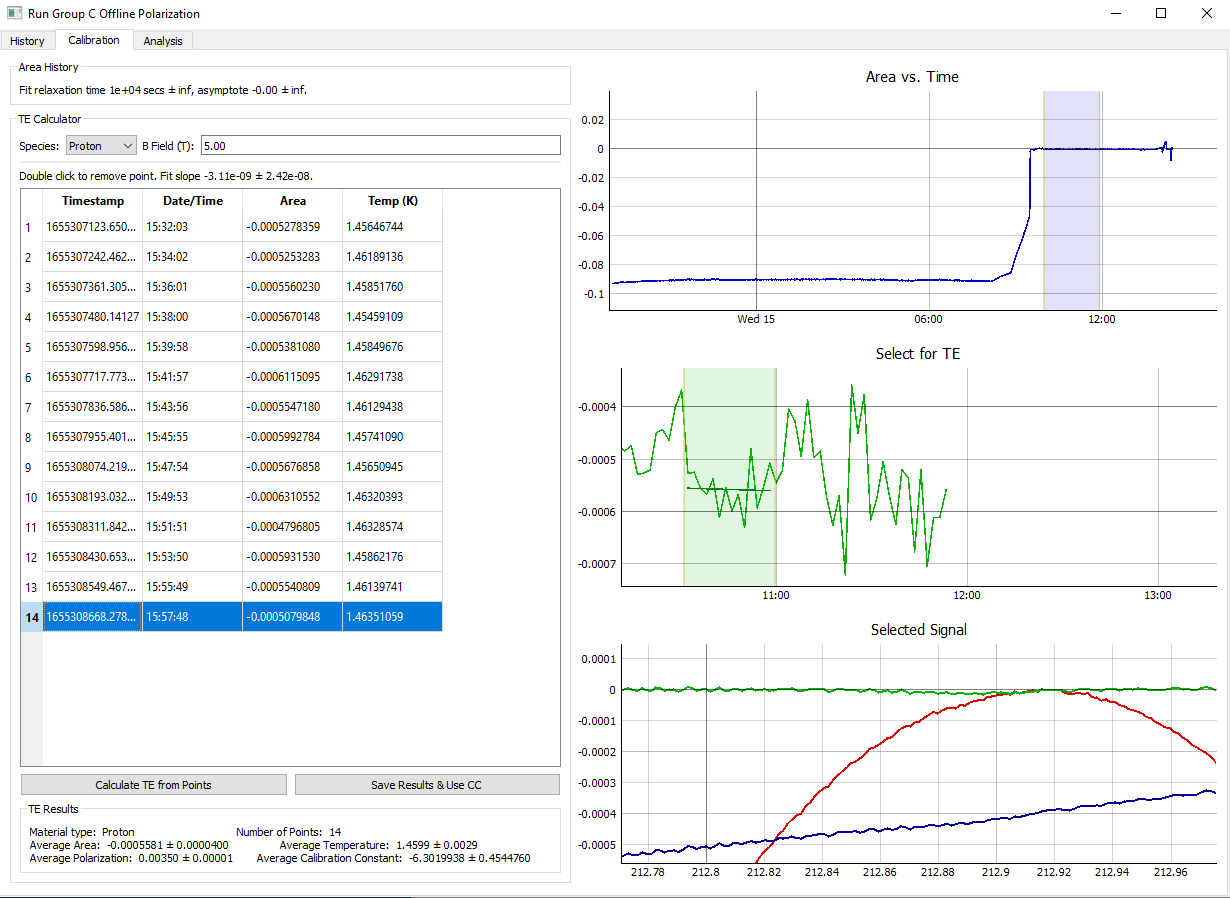 Run Group C Offline Polarization
History Calibration Analysis
Area History
Fit relaxation time 1e+04 secs ± inf, asymptote -0.00 ± inf.
TE Calculator
Species: Proton B Field (T): 5.00
Double click to remove point. Fit slope -3.11e-09 ± 2.42e-08.
Timestamp Date/Time Area Temp (K)
1 1655307123.650... 15:32:03 -0.0005278359 1.45646744
2 1655307242.462... 15:34:02 -0.0005253283 1.46189136
3 1655307361.305... 15:36:01 -0.0005560230 1.45851760
4 1655307480.14127 15:38:00 -0.0005670148 1.45459109
5 1655307598.956... 15:39:58 -0.0005381080 1.45849676
6 1655307717.773... 15:41:57 -0.0006115095 1.46291738
7 1655307836.586... 15:43:56 -0.0005547180 1.46129438
8 1655307955.401... 15:45:55 -0.0005992784 1.45741090
9 1655308074.219... 15:47:54 -0.0005676858 1.45650945
10 1655308193.032... 15:49:53 -0.0006310552 1.46320393
11 1655308311.842... 15:51:51 -0.0004796805 1.46328574
12 1655308430.653... 15:53:50 -0.0005931530 1.45862176
13 1655308549.467... 15:55:49 -0.0005540809 1.46139741
14 1655308668.278... 15:57:48 -0.0005079848 1.46351059
Calculate TE from Points Save Results & Use CC
TE Results
Material type: Proton Number of Points: 14
Average Area: -0.0005581 ± 0.0000400 Average Temperature: 1.4599 ± 0.0029
Average Polarization: 0.00350 ± 0.00001 Average Calibration Constant: -6.3019938 ± 0.4544760
Area vs. Time
0.02
0
-0.02
-0.04
-0.06
-0.08
-0.1
Wed 15 06:00 12:00
Select for TE
-0.0004
-0.0005
-0.0006
-0.0007
11:00 12:00 13:00
Selected Signal
0.0001
0
-0.0001
-0.0002
-0.0003
-0.0004
-0.0005
212.78 212.8 212.82 212.84 212.86 212.88 212.9 212.92 212.94 212.96